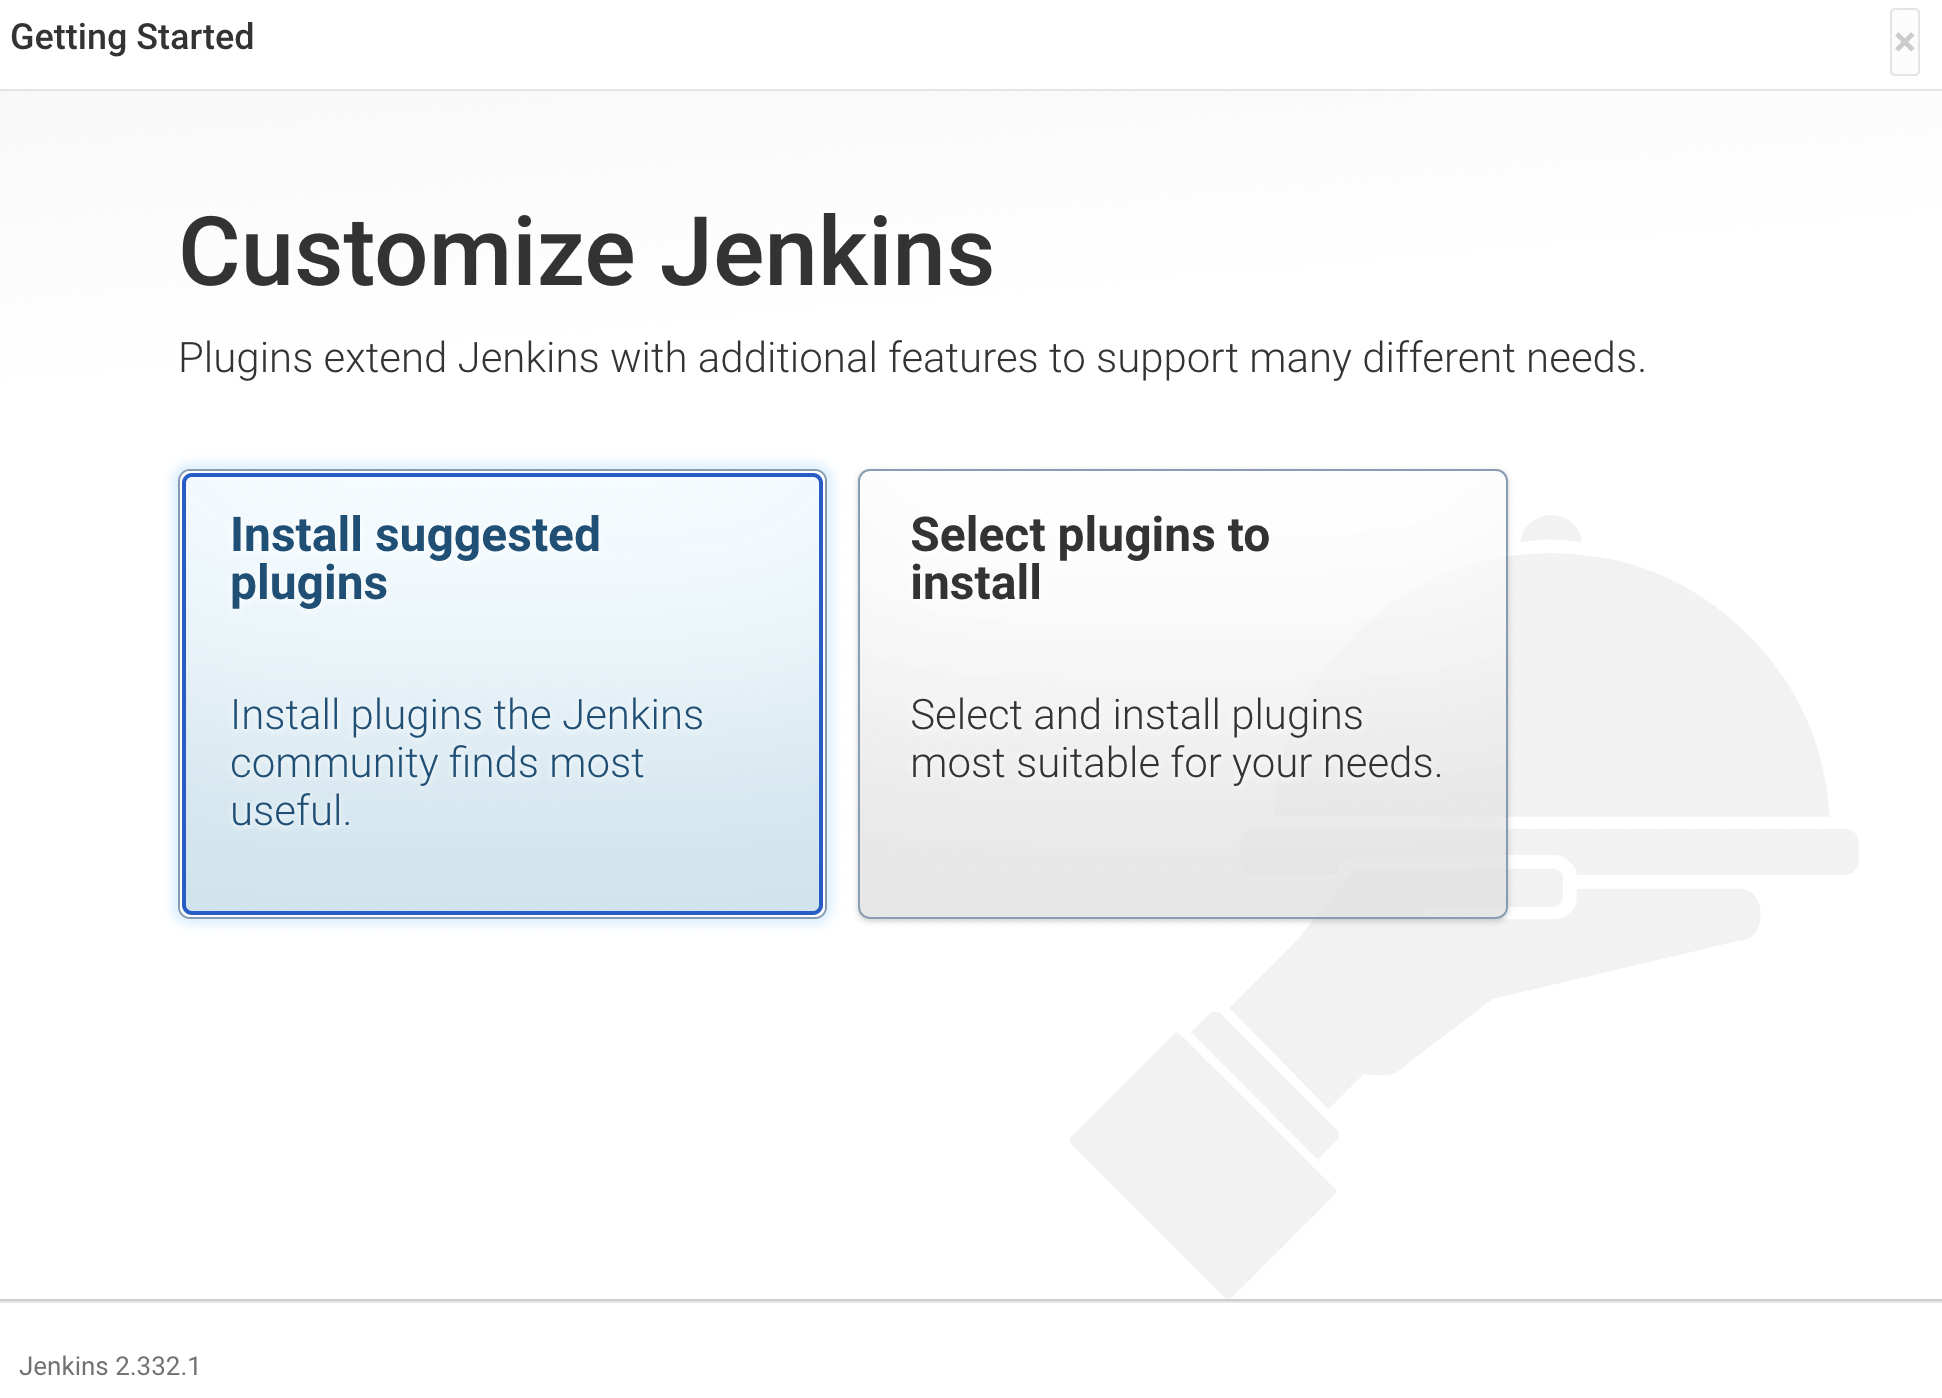 Getting Started
×
Customize Jenkins
Plugins extend Jenkins with additional features to support many different needs.
Install suggested
plugins
Install plugins the Jenkins
community finds most
useful.
Select plugins to
install
Select and install plugins
most suitable for your needs.
Jenkins 2.332.1